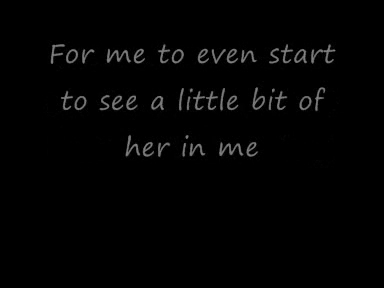 For me to even start
to see a little bit of
her in me